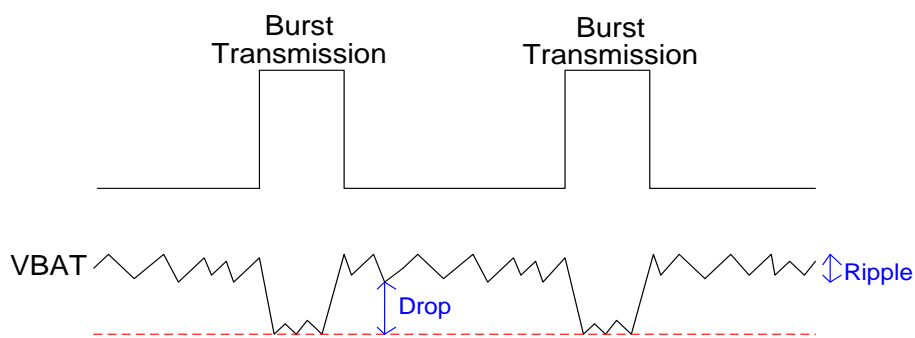 Burst
Transmission
Burst
Transmission
VBAT
Ripple
Drop